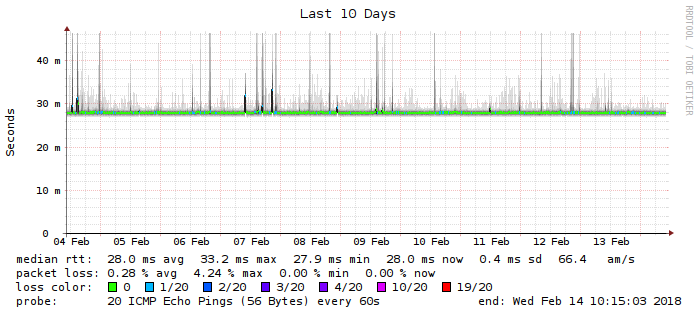 Last 10 Days
RRDTOOL / TOBI OETIKER
Seconds
40 m
30 m
20 m
10 m
0
04 Feb 05 Feb 06 Feb 07 Feb 08 Feb 09 Feb 10 Feb 11 Feb 12 Feb 13 Feb
median rtt: 28.0 ms avg 33.2 ms max 27.9 ms min 28.0 ms now 0.4 ms sd 66.4 am/s
packet loss: 0.28 % avg 4.24 % max 0.00 % min 0.00 % now
loss color: 0 1/20 2/20 3/20 4/20 10/20 19/20
probe: 20 ICMP Echo Pings (56 Bytes) every 60s end: Wed Feb 14 10:15:03 2018